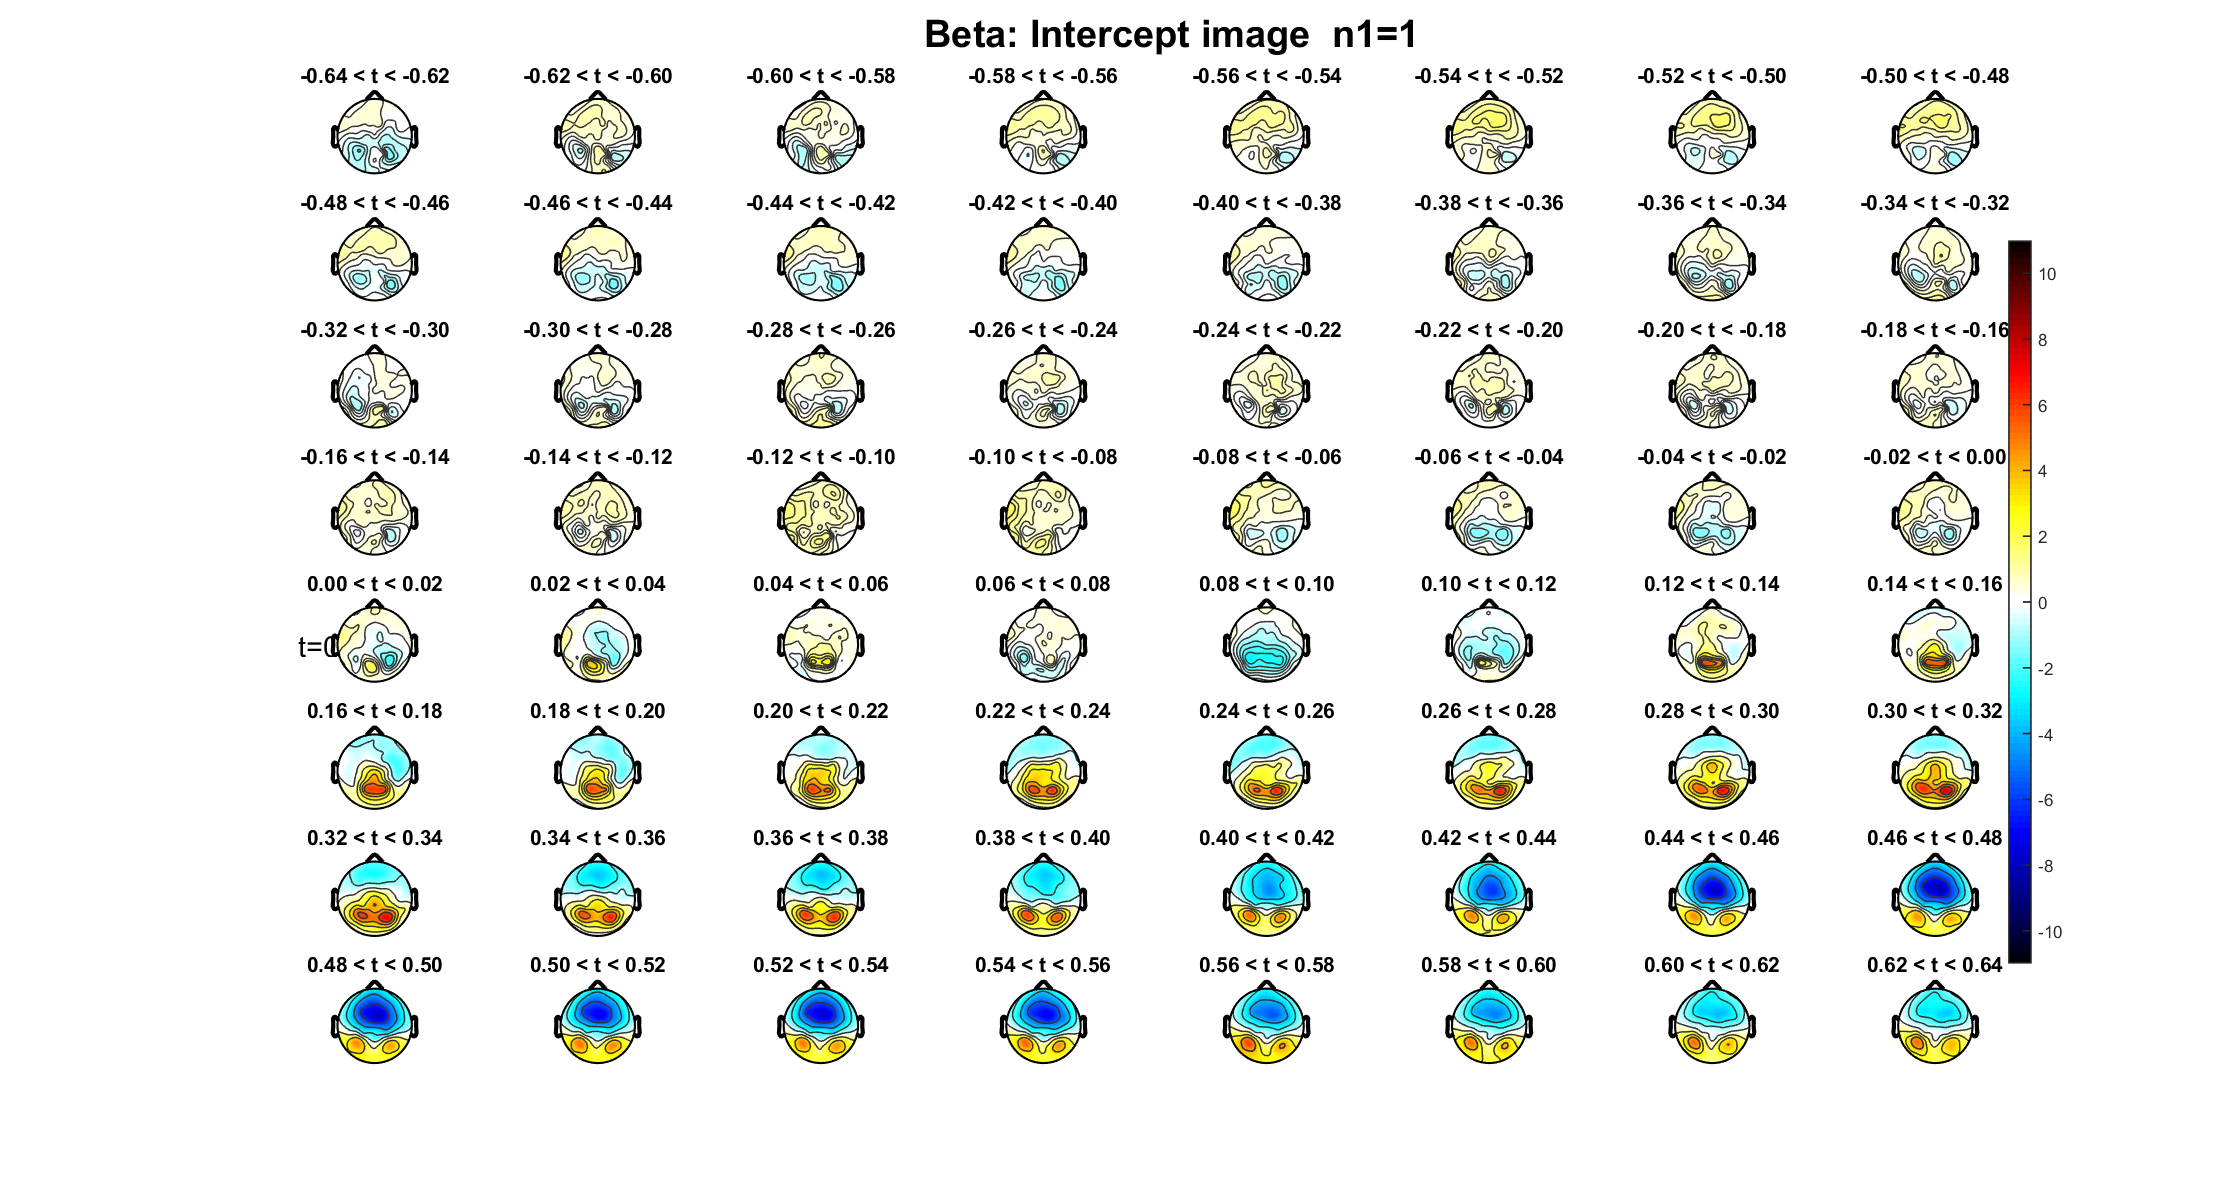 Beta: Intercept image n1=1
-0.64 < t < -0.62 -0.62 < t < -0.60 -0.60 < t < -0.58 -0.58 < t < -0.56 -0.56 < t < -0.54 -0.54 < t < -0.52 -0.52 < t < -0.50 -0.50 < t < -0.48
-0.48 < t < -0.46 -0.46 < t < -0.44 -0.44 < t < -0.42 -0.42 < t < -0.40 -0.40 < t < -0.38 -0.38 < t < -0.36 -0.36 < t < -0.34 -0.34 < t < -0.32
-0.32 < t < -0.30 -0.30 < t < -0.28 -0.28 < t < -0.26 -0.26 < t < -0.24 -0.24 < t < -0.22 -0.22 < t < -0.20 -0.20 < t < -0.18 -0.18 < t < -0.16
-0.16 < t < -0.14 -0.14 < t < -0.12 -0.12 < t < -0.10 -0.10 < t < -0.08 -0.08 < t < -0.06 -0.06 < t < -0.04 -0.04 < t < -0.02 -0.02 < t < 0.00
0.00 < t < 0.02 0.02 < t < 0.04 0.04 < t < 0.06 0.06 < t < 0.08 0.08 < t < 0.10 0.10 < t < 0.12 0.12 < t < 0.14 0.14 < t < 0.16
t=0
0.16 < t < 0.18 0.18 < t < 0.20 0.20 < t < 0.22 0.22 < t < 0.24 0.24 < t < 0.26 0.26 < t < 0.28 0.28 < t < 0.30 0.30 < t < 0.32
0.32 < t < 0.34 0.34 < t < 0.36 0.36 < t < 0.38 0.38 < t < 0.40 0.40 < t < 0.42 0.42 < t < 0.44 0.44 < t < 0.46 0.46 < t < 0.48
0.48 < t < 0.50 0.50 < t < 0.52 0.52 < t < 0.54 0.54 < t < 0.56 0.56 < t < 0.58 0.58 < t < 0.60 0.60 < t < 0.62 0.62 < t < 0.64
10
8
6
4
2
0
-2
-4
-6
-8
-10